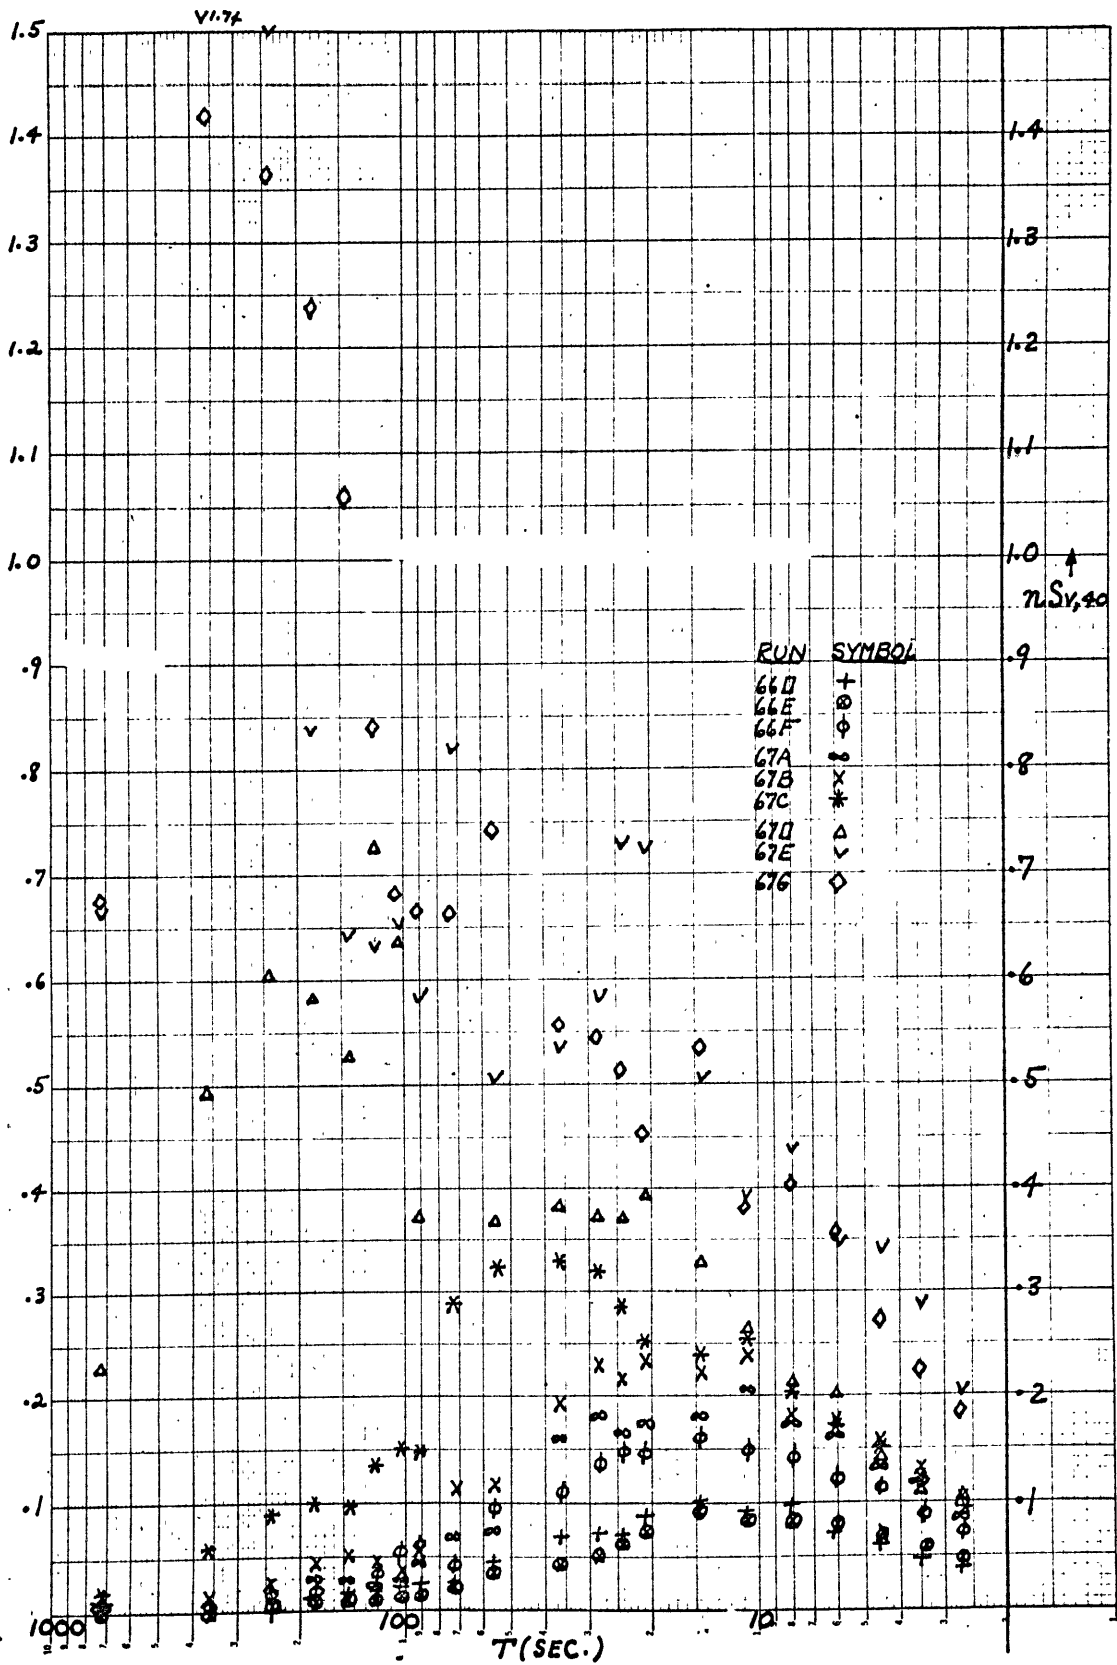 V1.74
1.5
1.4 1.4
1.3 1.3
1.2 1.2
1.1 1.1
1.0 1.0
nSv,40
.9 .9
RUN SYMBOL
66D +
66E ⊗
66F ϕ
67A
67B X
67C *
67D Δ
67E V
67G ◇
.8 .8
.7 .7
.6 .6
.5 .5
.4 .4
.3 .3
.2 .2
.1 .1
1000 100 10
T(SEC.)